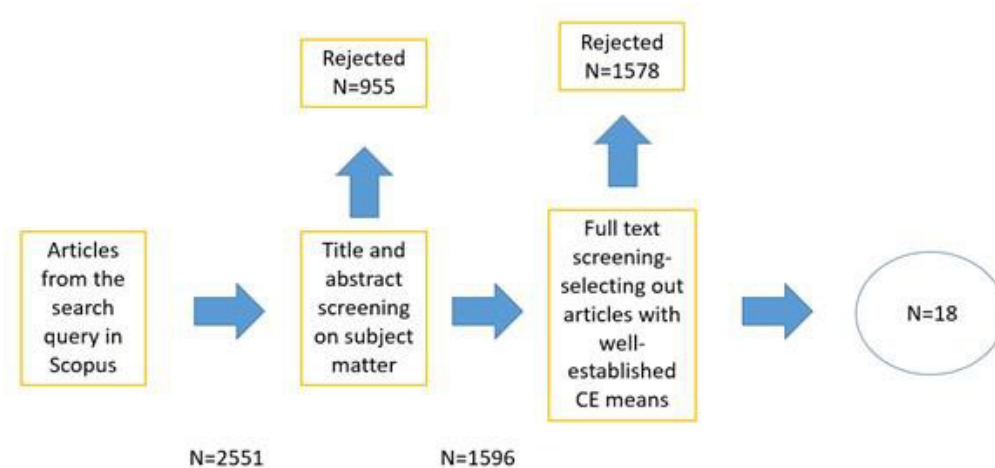 Rejected
N=955
Rejected
N=1578
Articles
from the
search
query in
Scopus
Title and
abstract
screening
on subject
matter
Full text
screening-
selecting out
articles with
well-
established
CE means
N=18
N=2551
N=1596